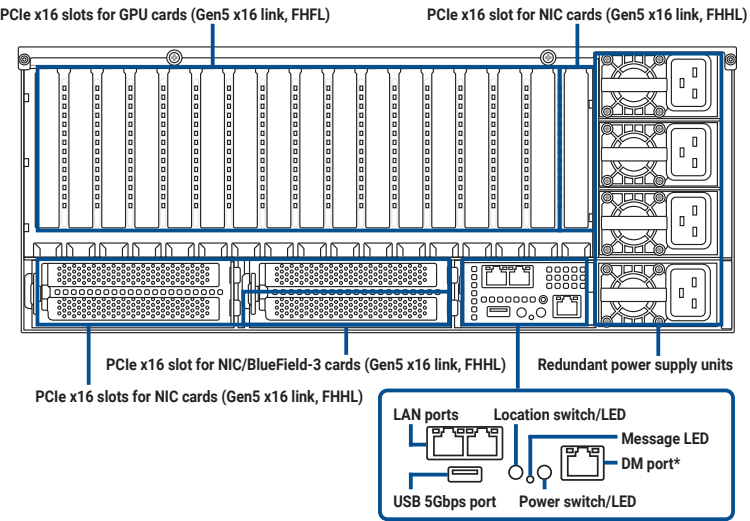 PCIe x16 slots for GPU cards (Gen5 x16 link, FHFL)
PCIe x16 slot for NIC cards (Gen5 x16 link, FHHL)
PCIe x16 slot for NIC/BlueField-3 cards (Gen5 x16 link, FHHL)
Redundant power supply units
PCIe x16 slots for NIC cards (Gen5 x16 link, FHHL)
LAN ports
Location switch/LED
Message LED
DM port*
USB 5Gbps port
Power switch/LED